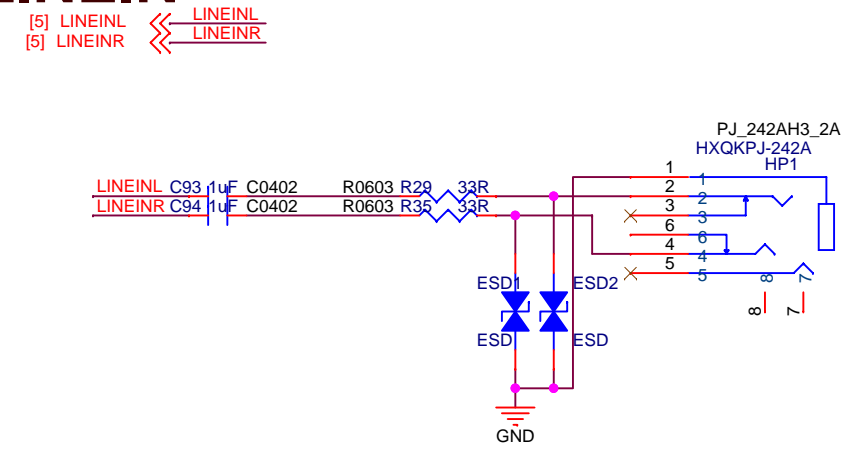 [5] LINEINL LINEINL
[5] LINEINR LINEINR
PJ_242AH3_2A
HXQKPJ-242A
HP1
LINEINL C93 1uF C0402 R0603 R29 33R
LINEINR C94 1uF C0402 R0603 R35 33R
1 1
2 2
3 3
6 6
4 4
5 5 8 7
8 7
ESD1 ESD2
ESD ESD
GND